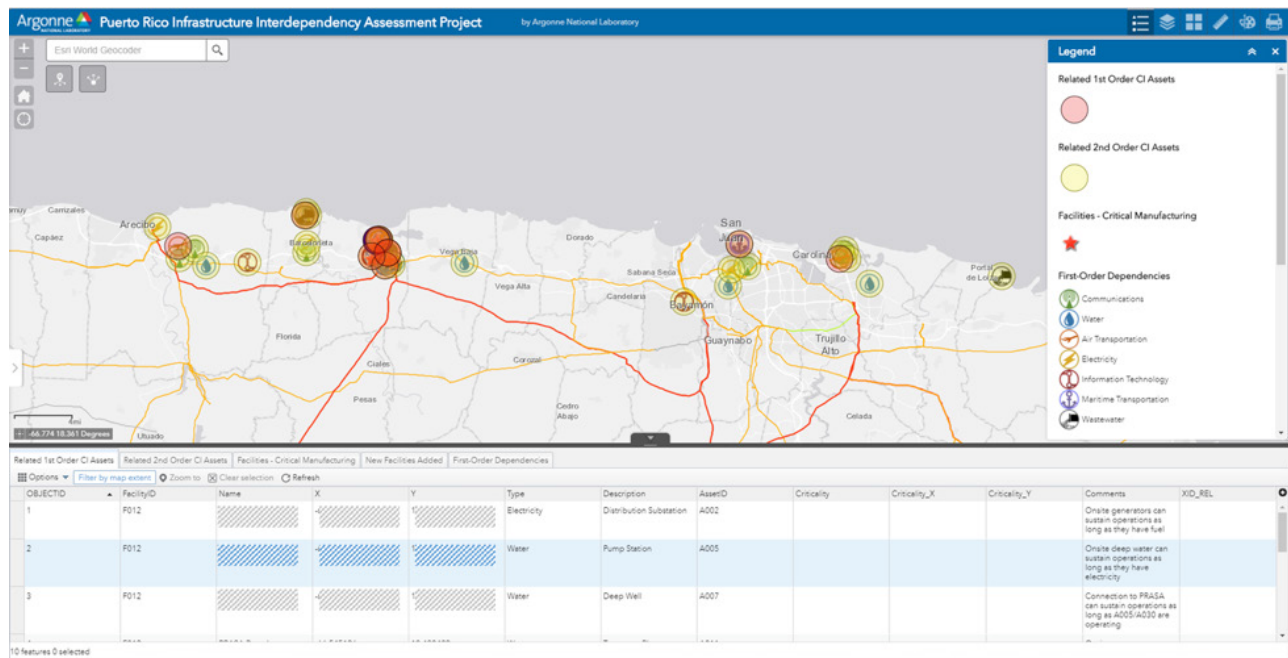 Argonne NATIONAL LABORATORY Puerto Rico Infrastructure Interdependency Assessment Project by Argonne National Laboratory
Esri World Geocoder
Legend
Related 1st Order CI Assets
Related 2nd Order CI Assets
Facilities - Critical Manufacturing
First-Order Dependencies
Communications
Water
Air Transportation
Electricity
Information Technology
Maritime Transportation
Wastewater
Carrizales
Capáez
Arecibo
Barceloneta
Vega Baja
Vega Alta
Dorado
Sabana Seca
Candelaria
Bayamón
San
Juan
Carolina
Guaynabo
Trujillo
Alto
Florida
Ciales
Corozal
Pesas
Cedro
Abajo
Celada
Utuado
4mi
-66.774 18.361 Degrees
Related 1st Order CI Assets Related 2nd Order CI Assets Facilities - Critical Manufacturing New Facilities Added First-Order Dependencies
Options Filter by map extent Zoom to Clear selection Refresh
OBJECTID FacilityID Name X Y Type Description AssetID Criticality Criticality_X Criticality_Y Comments XID_REL
1 F012 Electricity Distribution Substation A002 Onsite generators can
sustain operations as
long as they have fuel
2 F012 Water Pump Station A005 Onsite deep water can
sustain operations as
long as they have
electricity
3 F012 Water Deep Well A007 Connection to PRASA
can sustain operations as
long as A005/A030 are
operating
10 features 0 selected